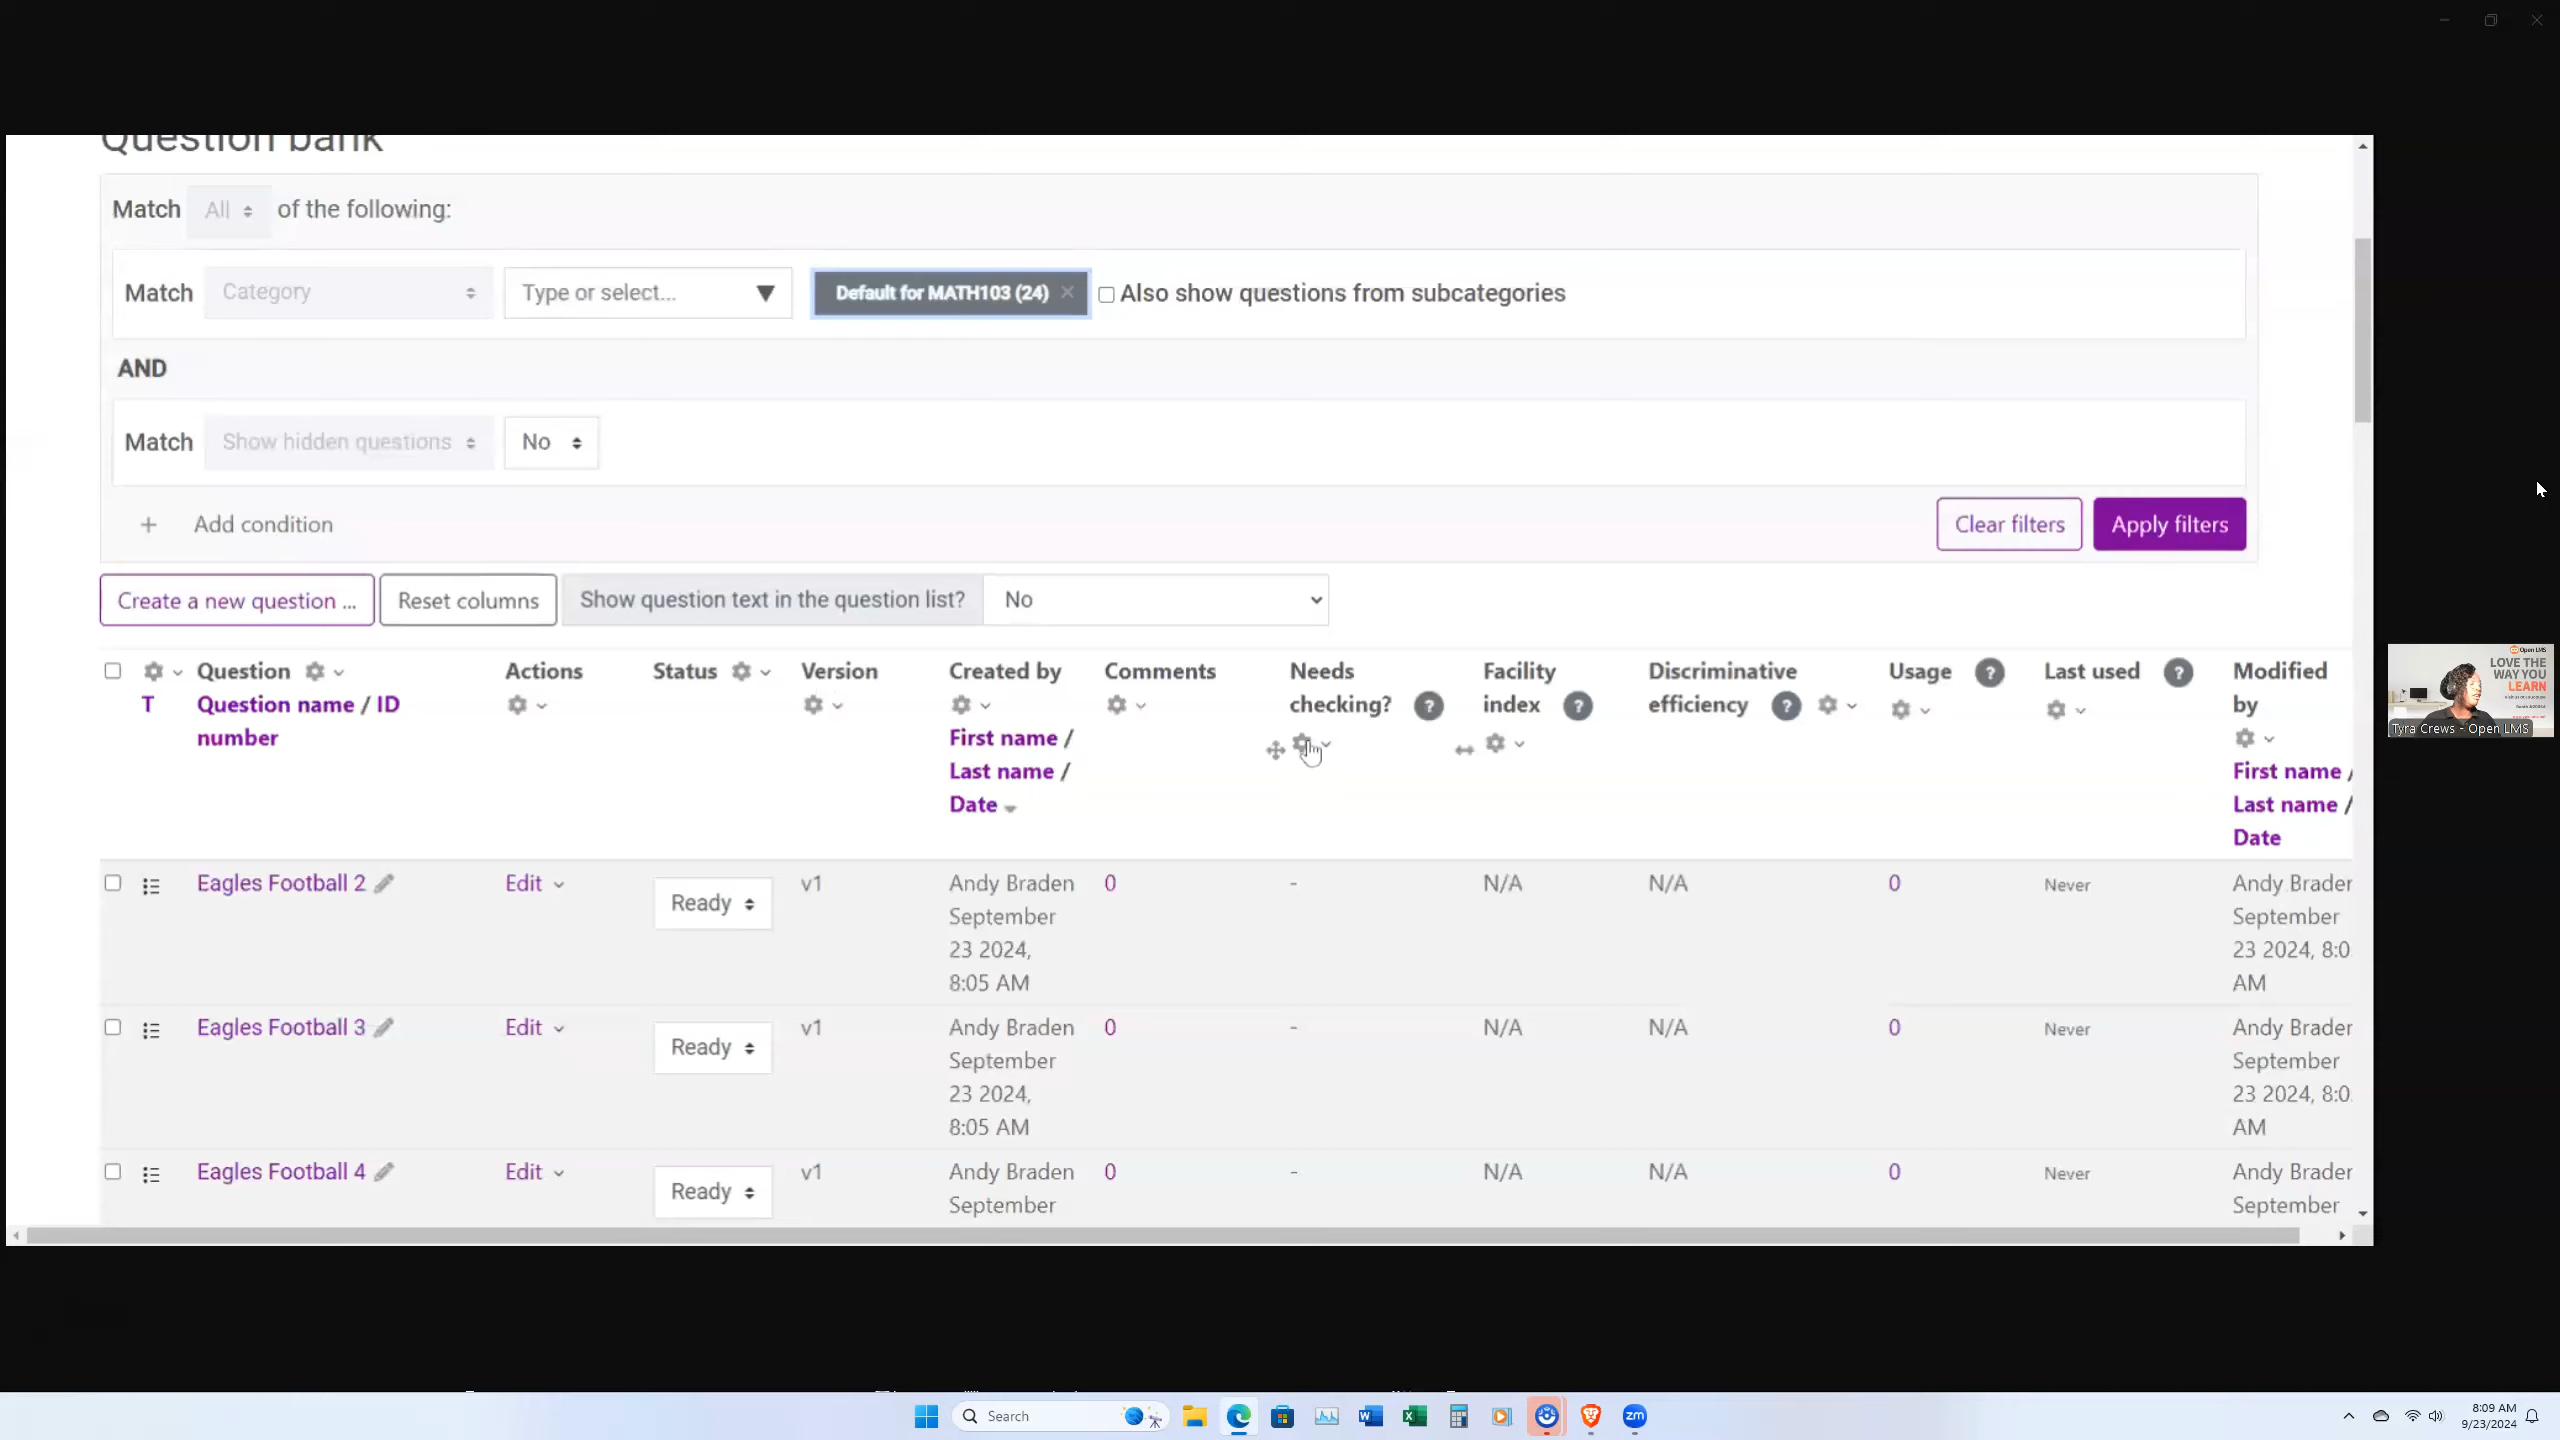 Question bank
Match All of the following:
Match Category Type or select... Default for MATH103 (24) Also show questions from subcategories
AND
Match Show hidden questions No
+ Add condition Clear filters Apply filters
Create a new question ... Reset columns Show question text in the question list? No
Question Actions Status Version Created by Comments Needs checking? Facility index Discriminative efficiency Usage Last used Modified by
T Question name / ID number First name / Last name / Date First name / Last name / Date
Eagles Football 2 Edit Ready v1 Andy Braden 0 - N/A N/A 0 Never Andy Braden
September September
23 2024, 23 2024, 8:0
8:05 AM AM
Eagles Football 3 Edit Ready v1 Andy Braden 0 - N/A N/A 0 Never Andy Braden
September September
23 2024, 23 2024, 8:0
8:05 AM AM
Eagles Football 4 Edit Ready v1 Andy Braden 0 - N/A N/A 0 Never Andy Braden
September September
Open LMS
LOVE THE
WAY YOU
LEARN
Tyra Crews - Open LMS
Search
zm
8:09 AM
9/23/2024